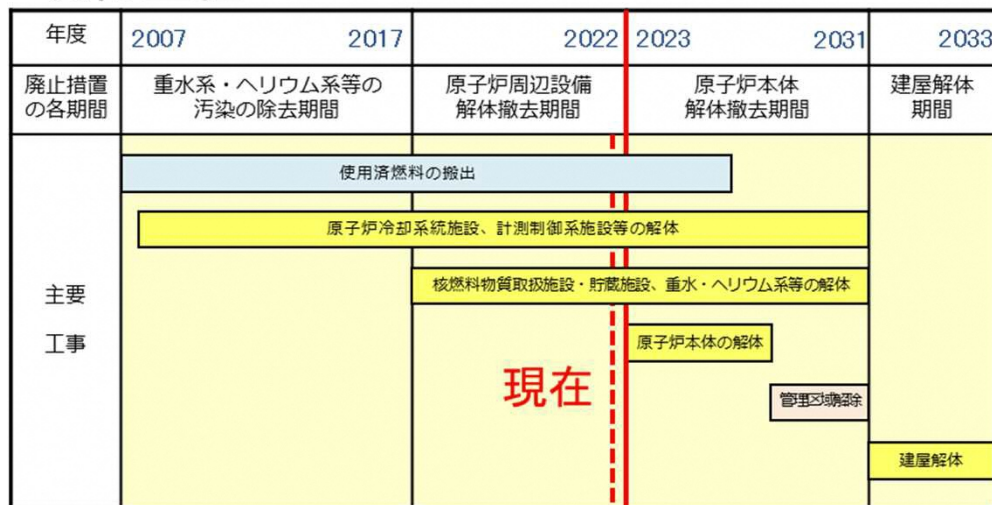 年度
2007 2017 2022 2023 2031 2033
廃止措置
の各期間
重水系・ヘリウム系等の
汚染の除去期間
原子炉周辺設備
解体撤去期間
原子炉本体
解体撤去期間
建屋解体
期間
使用済燃料の搬出
原子炉冷却系統施設、計測制御系施設等の解体
核燃料物質取扱施設・貯蔵施設、重水・ヘリウム系等の解体
主要
工事
原子炉本体の解体
現在
管理区域解除
建屋解体